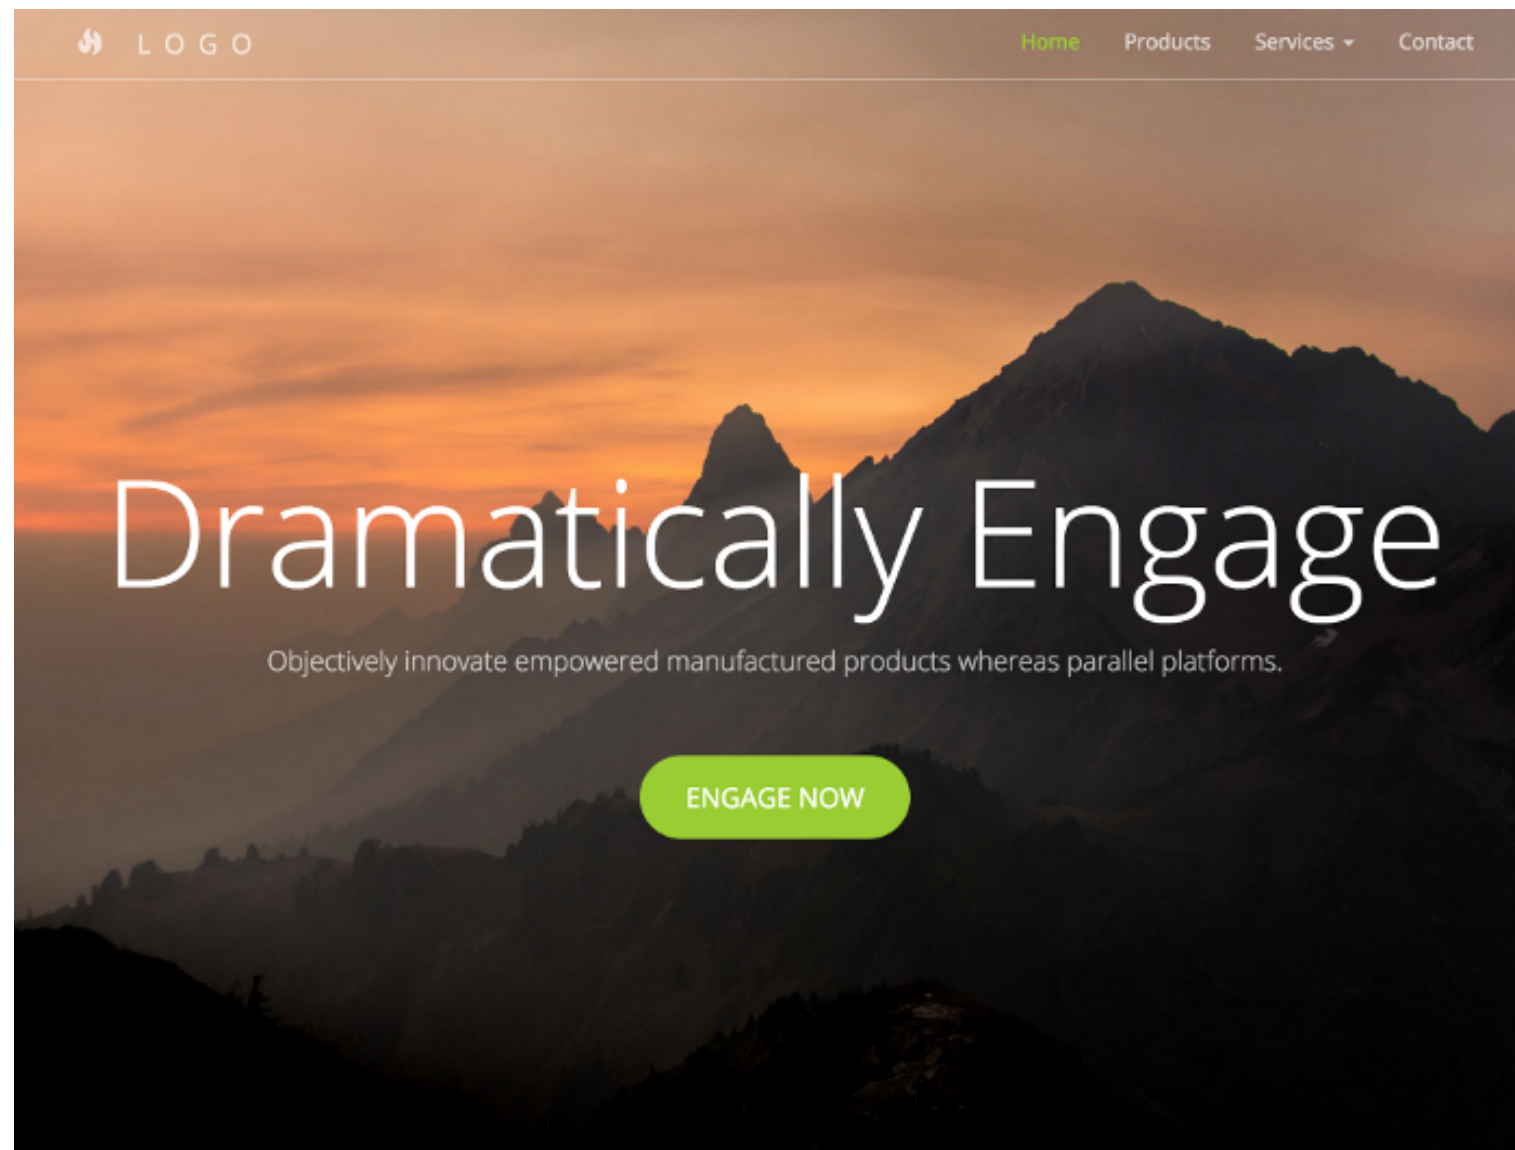 LOGO
Home Products Services Contact
Dramatically Engage
Objectively innovate empowered manufactured products whereas parallel platforms.
ENGAGE NOW